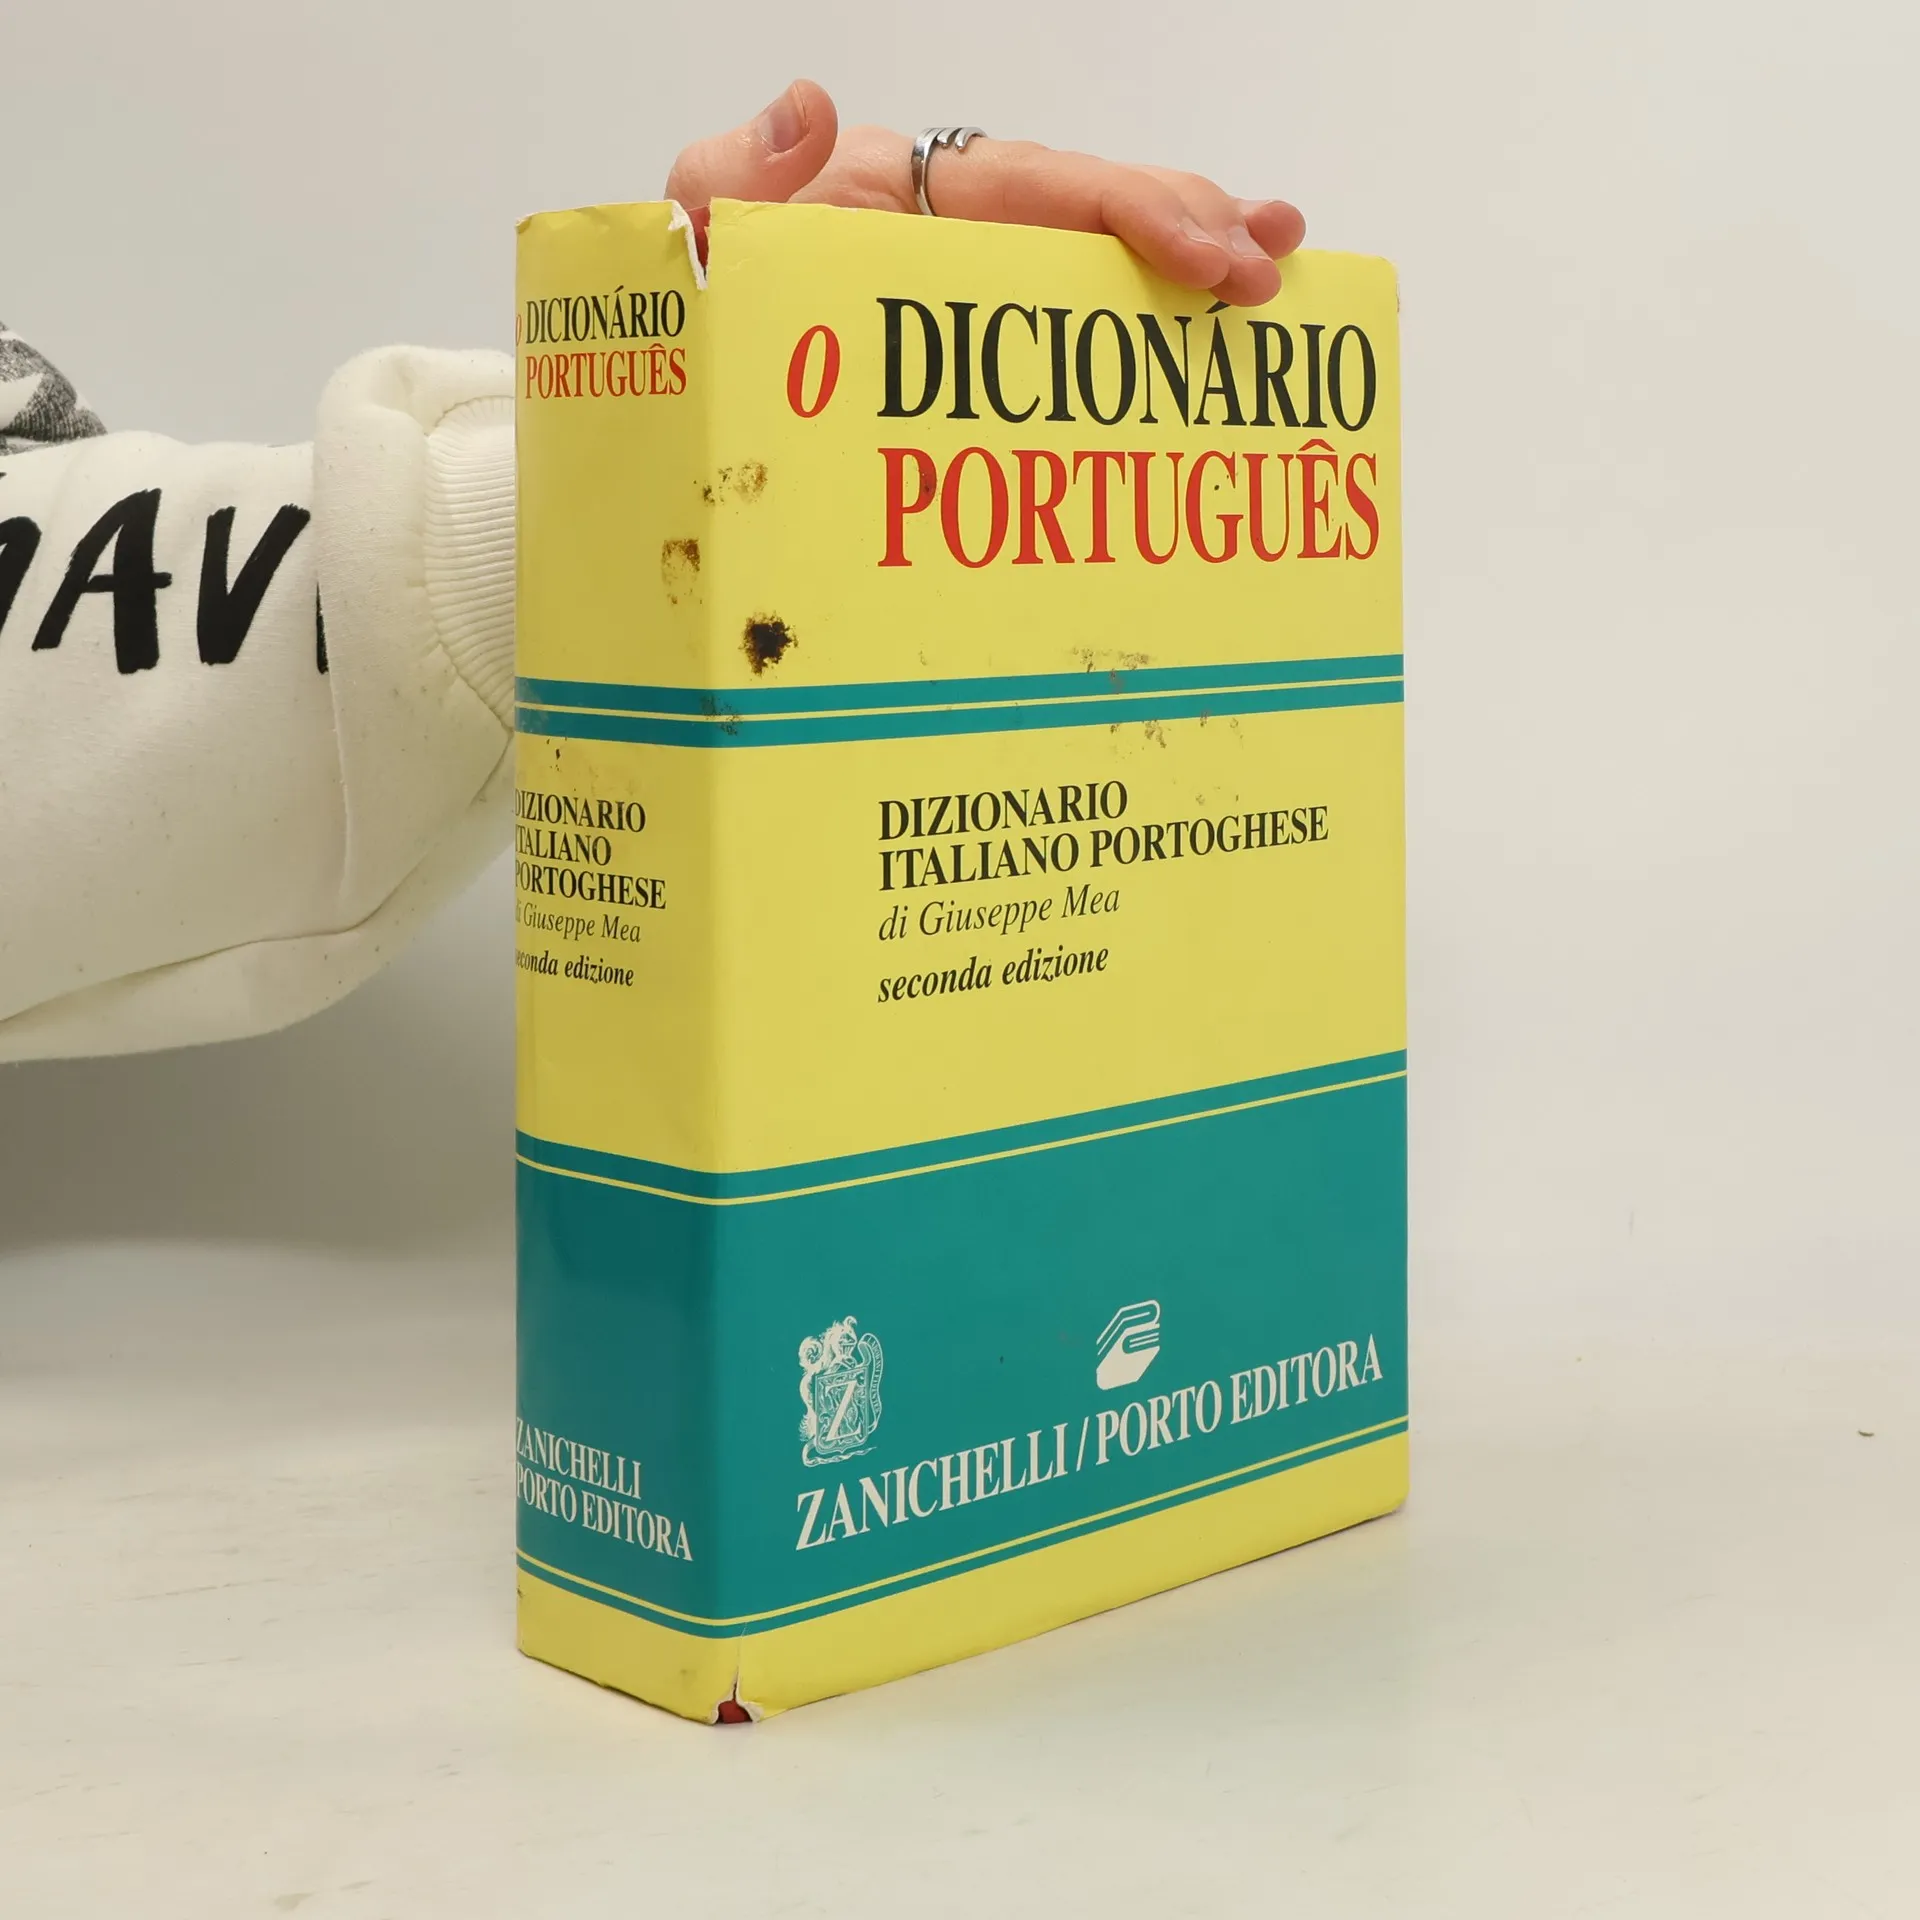 O DICIONÁRIO
PORTUGUÊS
DIZIONARIO
ITALIANO PORTOGHESE
di Giuseppe Mea
seconda edizione
Z
ZANICHELLI / PORTO EDITORA
O DICIONÁRIO
PORTUGUÊS
DIZIONARIO
ITALIANO
PORTOGHESE
di Giuseppe Mea
seconda edizione
ZANICHELLI
PORTO EDITORA
AV